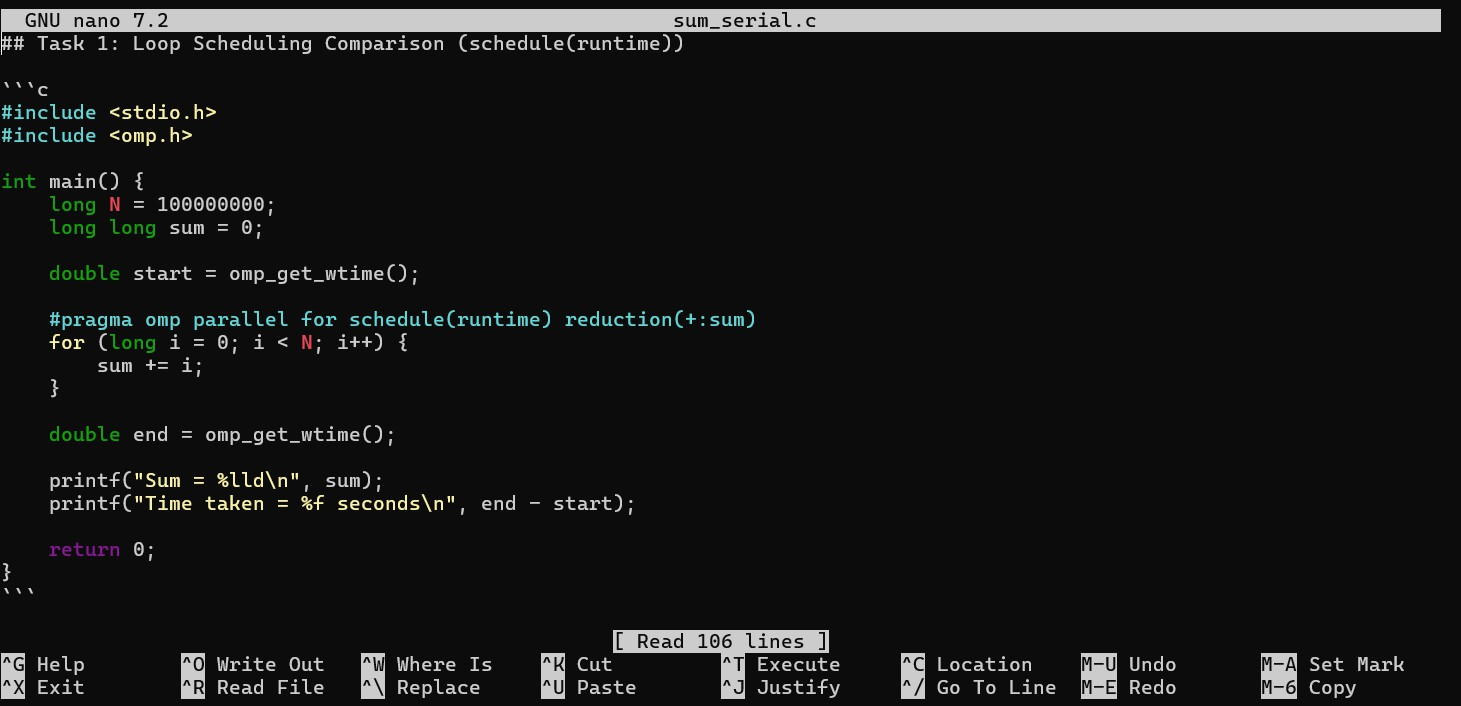 GNU nano 7.2 sum_serial.c
## Task 1: Loop Scheduling Comparison (schedule(runtime))
```c
#include <stdio.h>
#include <omp.h>
int main() {
    long N = 100000000;
    long long sum = 0;
    double start = omp_get_wtime();
    #pragma omp parallel for schedule(runtime) reduction(+:sum)
    for (long i = 0; i < N; i++) {
        sum += i;
    }
    double end = omp_get_wtime();
    printf("Sum = %lld\n", sum);
    printf("Time taken = %f seconds\n", end - start);
    return 0;
}
```
[ Read 106 lines ]
^G Help ^O Write Out ^W Where Is ^K Cut ^T Execute ^C Location M-U Undo M-A Set Mark
^X Exit ^R Read File ^\ Replace ^U Paste ^J Justify ^/ Go To Line M-E Redo M-6 Copy